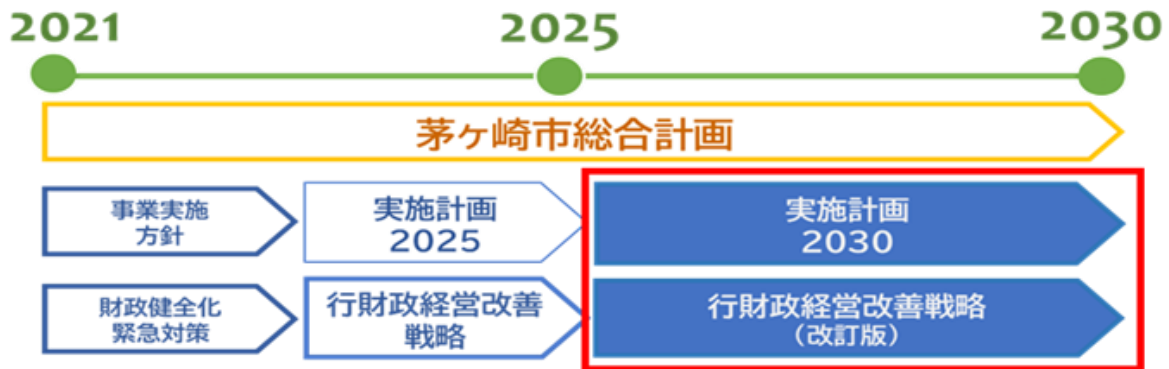 2021 2025 2030
茅ヶ崎市総合計画
事業実施
方針
実施計画
2025
実施計画
2030
財政健全化
緊急対策
行財政経営改善
戦略
行財政経営改善戦略
(改訂版)